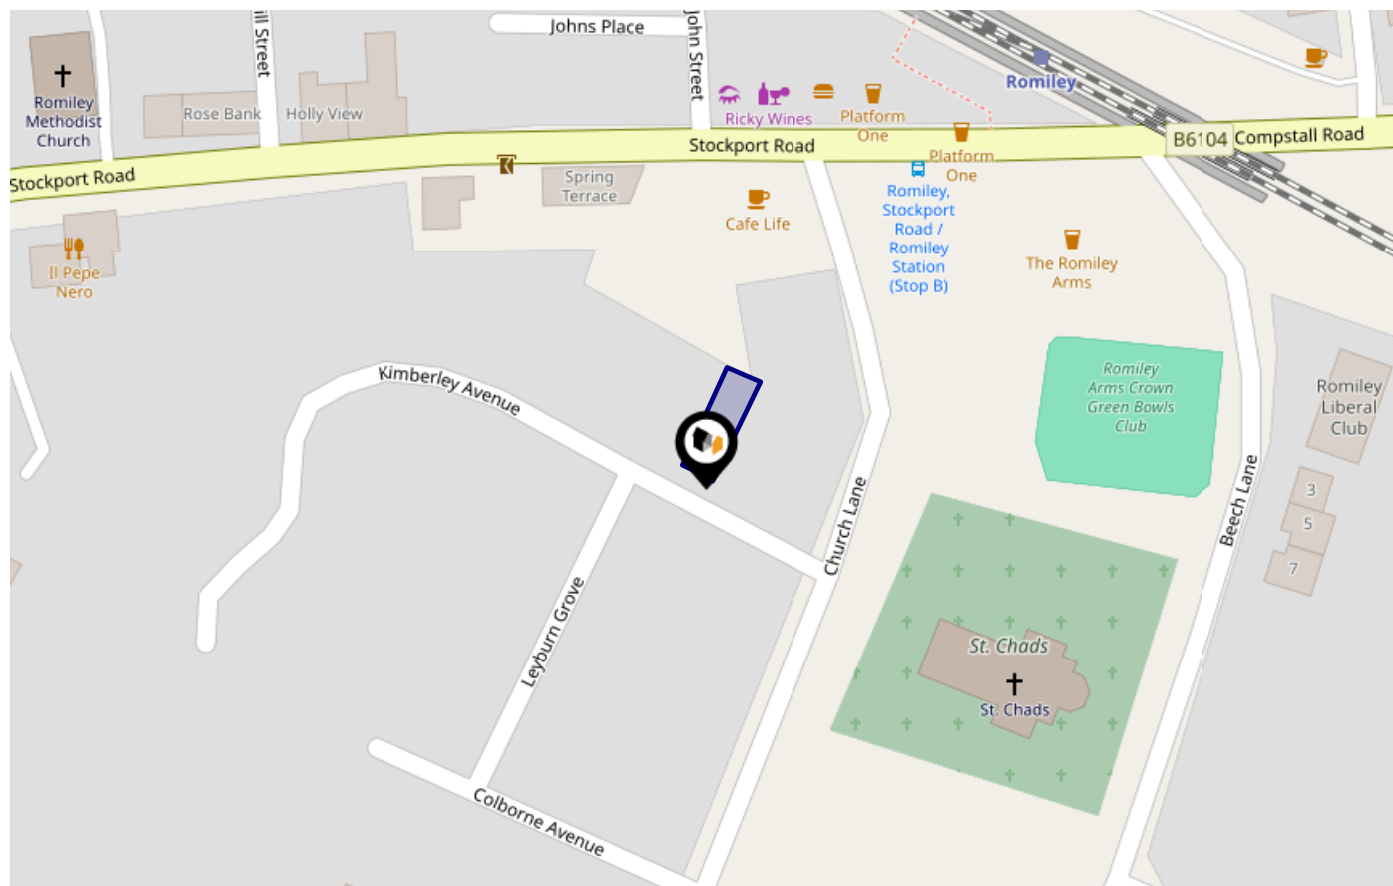 Johns Place
ill Street
John Street
Romiley
Romiley
Methodist
Church
Rose Bank
Holly View
Ricky Wines
Platform
One
Stockport Road
B6104
Compstall Road
Platform
One
Stockport Road
Spring
Terrace
Cafe Life
Romiley,
Stockport
Road /
Romiley
Station
(Stop B)
The Romiley
Arms
Il Pepe
Nero
Kimberley Avenue
Romiley
Arms Crown
Green Bowls
Club
Romiley
Liberal
Club
Church Lane
Beech Lane
3
5
7
Leyburn Grove
St. Chads
St. Chads
Colborne Avenue